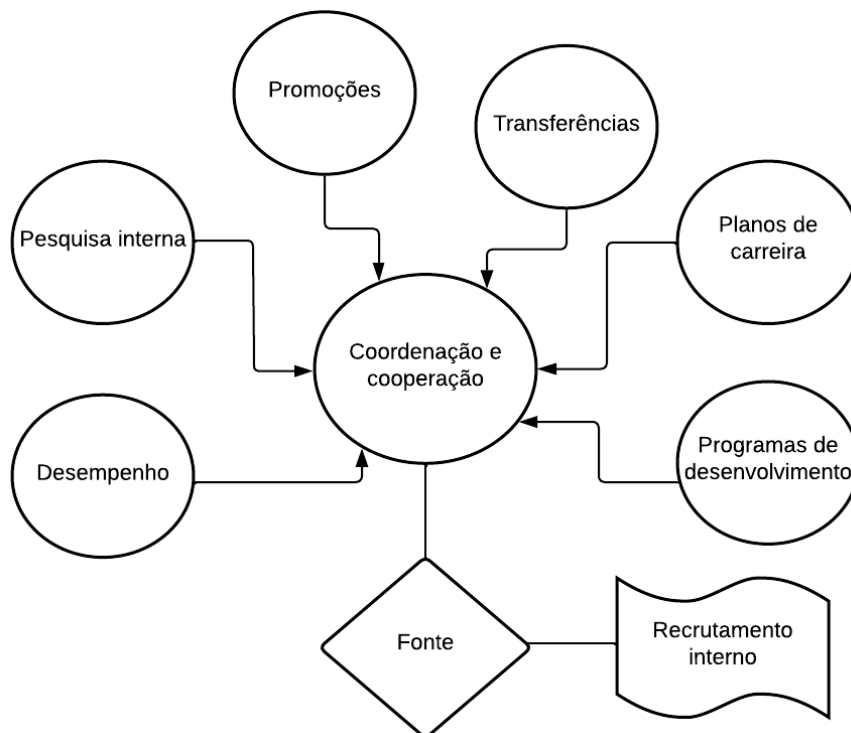 Promoções
Transferências
Pesquisa interna
Planos de
carreira
Coordenação e
cooperação
Desempenho
Programas de
desenvolvimento
Fonte
Recrutamento
interno